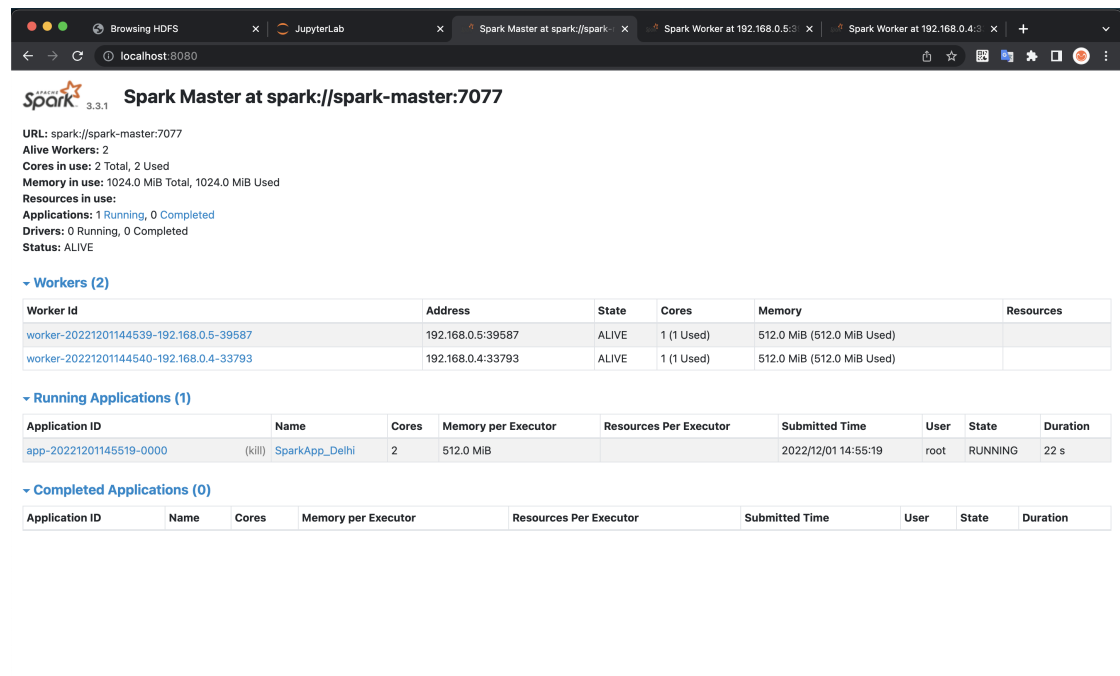 Browsing HDFS
JupyterLab
Spark Master at spark://spark-
Spark Worker at 192.168.0.5:3
Spark Worker at 192.168.0.4:3
localhost:8080
APACHE
Spark 3.3.1 Spark Master at spark://spark-master:7077
URL: spark://spark-master:7077
Alive Workers: 2
Cores in use: 2 Total, 2 Used
Memory in use: 1024.0 MiB Total, 1024.0 MiB Used
Resources in use:
Applications: 1 Running, 0 Completed
Drivers: 0 Running, 0 Completed
Status: ALIVE
Workers (2)
Worker Id Address State Cores Memory Resources
worker-20221201144539-192.168.0.5-39587 192.168.0.5:39587 ALIVE 1 (1 Used) 512.0 MiB (512.0 MiB Used)
worker-20221201144540-192.168.0.4-33793 192.168.0.4:33793 ALIVE 1 (1 Used) 512.0 MiB (512.0 MiB Used)
Running Applications (1)
Application ID Name Cores Memory per Executor Resources Per Executor Submitted Time User State Duration
app-20221201145519-0000 (kill) SparkApp_Delhi 2 512.0 MiB 2022/12/01 14:55:19 root RUNNING 22 s
Completed Applications (0)
Application ID Name Cores Memory per Executor Resources Per Executor Submitted Time User State Duration